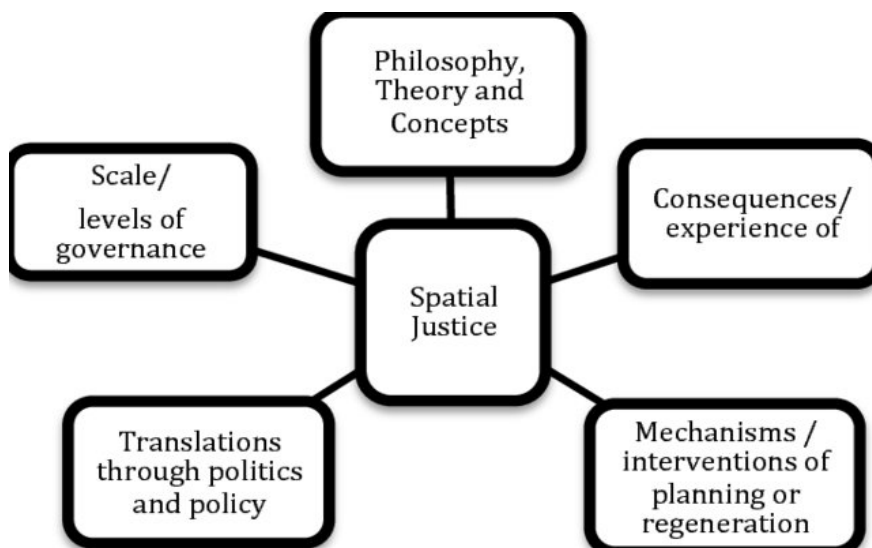 Philosophy,
Theory and
Concepts
Scale/
levels of
governance
Consequences/
experience of
Spatial
Justice
Translations
through politics
and policy
Mechanisms /
interventions of
planning or
regeneration